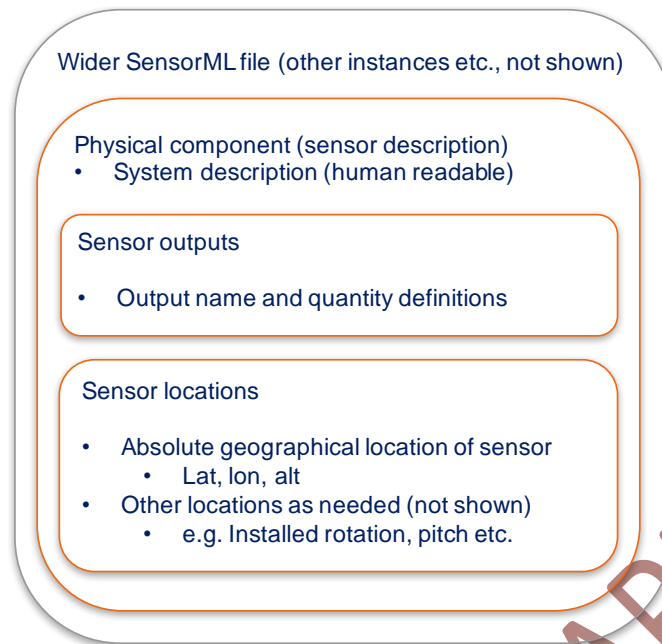 Wider SensorML file (other instances etc., not shown)
Physical component (sensor description)
• System description (human readable)
Sensor outputs
• Output name and quantity definitions
Sensor locations
• Absolute geographical location of sensor
• Lat, lon, alt
• Other locations as needed (not shown)
• e.g. Installed rotation, pitch etc.